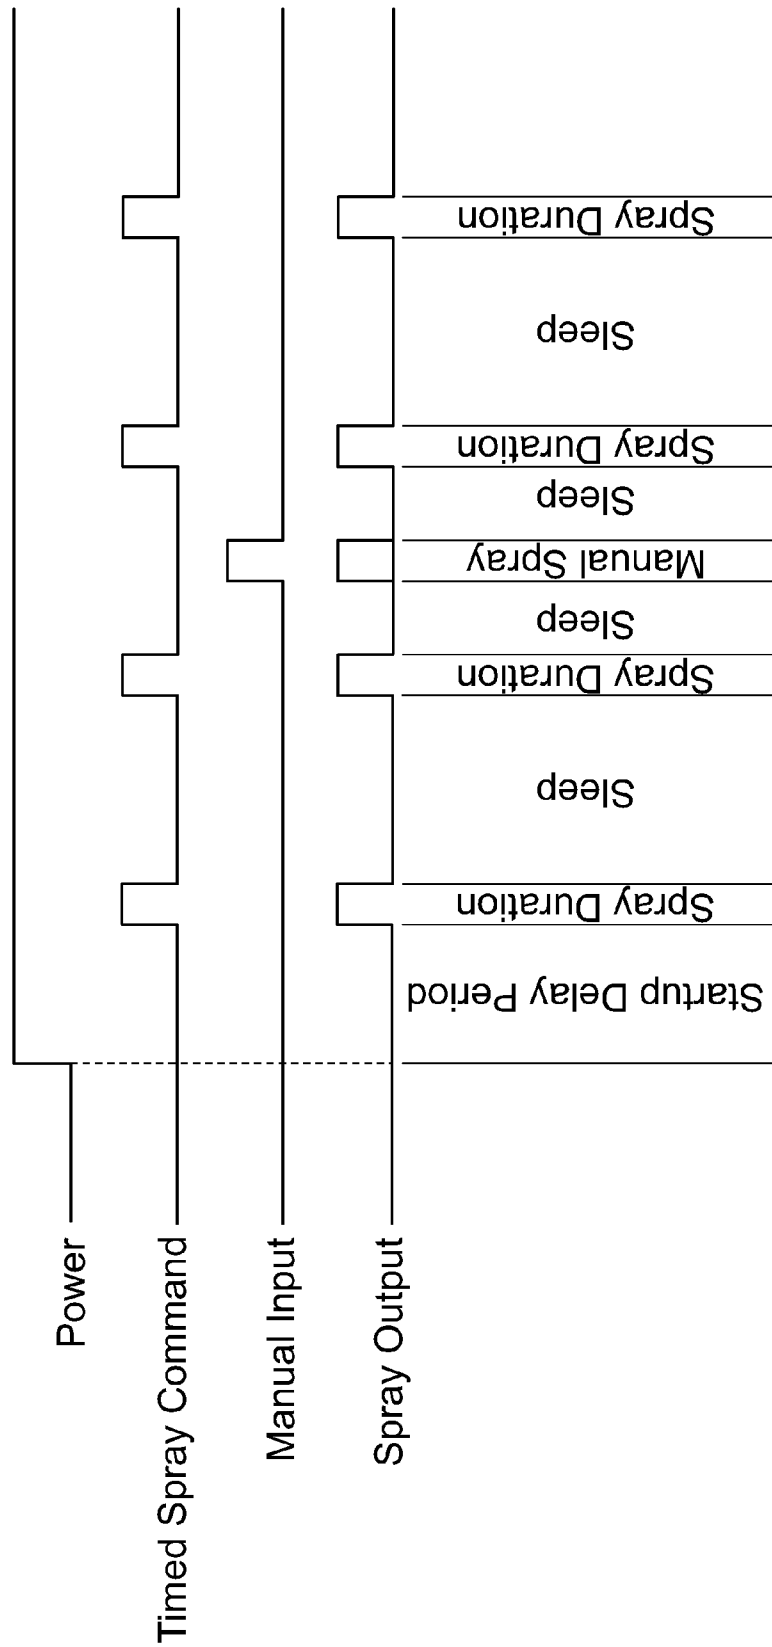 Power
Timed Spray Command
Manual Input
Spray Output
Startup Delay Period
Spray Duration
Sleep
Spray Duration
Sleep
Manual Spray
Sleep
Spray Duration
Sleep
Spray Duration